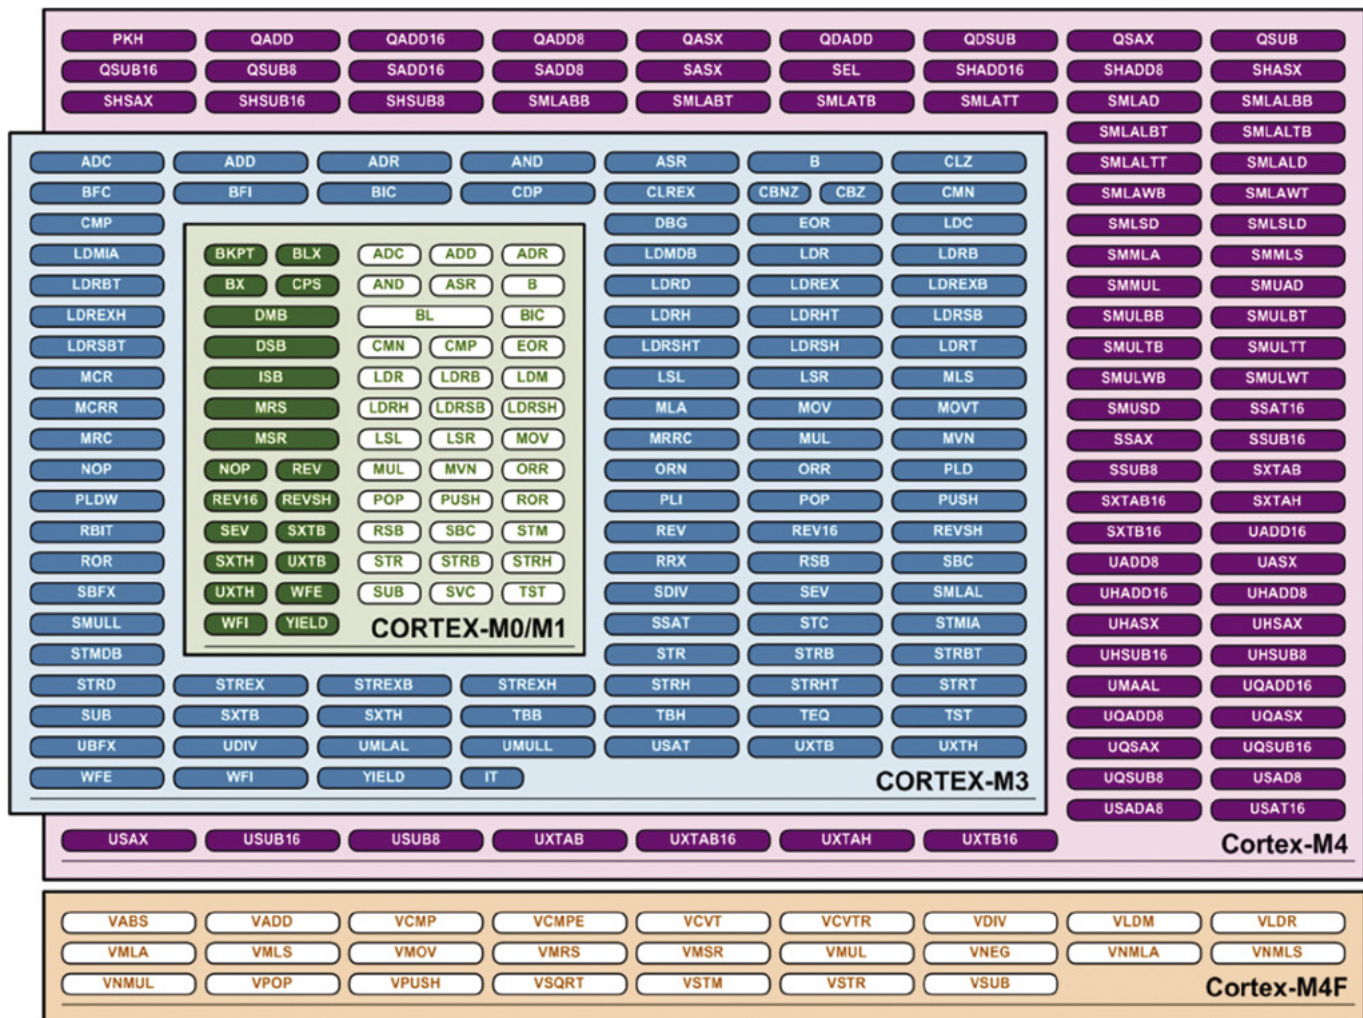 PKH QADD QADD16 QADD8 QASX QDADD QDSUB QSAX QSUB
QSUB16 QSUB8 SADD16 SADD8 SASX SEL SHADD16 SHADD8 SHASX
SHSAX SHSUB16 SHSUB8 SMLABB SMLABT SMLATB SMLATT SMLAD SMLALBB
SMLALBT SMLALTB
ADC ADD ADR AND ASR B CLZ SMLALTT SMLALD
BFC BFI BIC CDP CLREX CBNZ CBZ CMN SMLAWB SMLAWT
CMP DBG EOR LDC SMLSD SMLSLD
LDMIA BKPT BLX ADC ADD ADR LDMDB LDR LDRB SMMLA SMMLS
LDRBT BX CPS AND ASR B LDRD LDREX LDREXB SMMUL SMUAD
LDREXH DMB BL BIC LDRH LDRHT LDRSB SMULBB SMULBT
LDRSBT DSB CMN CMP EOR LDRSHT LDRSH LDRT SMULTB SMULTT
MCR ISB LDR LDRB LDM LSL LSR MLS SMULWB SMULWT
MCRR MRS LDRH LDRSB LDRSH MLA MOV MOVT SMUSD SSAT16
MRC MSR LSL LSR MOV MRRC MUL MVN SSAX SSUB16
NOP NOP REV MUL MVN ORR ORN ORR PLD SSUB8 SXTAB
PLDW REV16 REVSH POP PUSH ROR PLI POP PUSH SXTAB16 SXTAH
RBIT SEV SXTB RSB SBC STM REV REV16 REVSH SXTB16 UADD16
ROR SXTH UXTB STR STRB STRH RRX RSB SBC UADD8 UASX
SBFX UXTH WFE SUB SVC TST SDIV SEV SMLAL UHADD16 UHADD8
SMULL WFI YIELD CORTEX-M0/M1 SSAT STC STMIA UHASX UHSAX
STMDB STR STRB STRBT UHSUB16 UHSUB8
STRD STREX STREXB STREXH STRH STRHT STRT UMAAL UQADD16
SUB SXTB SXTH TBB TBH TEQ TST UQADD8 UQASX
UBFX UDIV UMLAL UMULL USAT UXTB UXTH UQSAX UQSUB16
WFE WFI YIELD IT CORTEX-M3 UQSUB8 USAD8
USADA8 USAT16
USAX USUB16 USUB8 UXTAB UXTAB16 UXTAH UXTB16 Cortex-M4
VABS VADD VCMP VCMPE VCVT VCVTR VDIV VLDM VLDR
VMLA VMLS VMOV VMRS VMSR VMUL VNEG VNMLA VNMLS
VNMUL VPOP VPUSH VSQRT VSTM VSTR VSUB Cortex-M4F